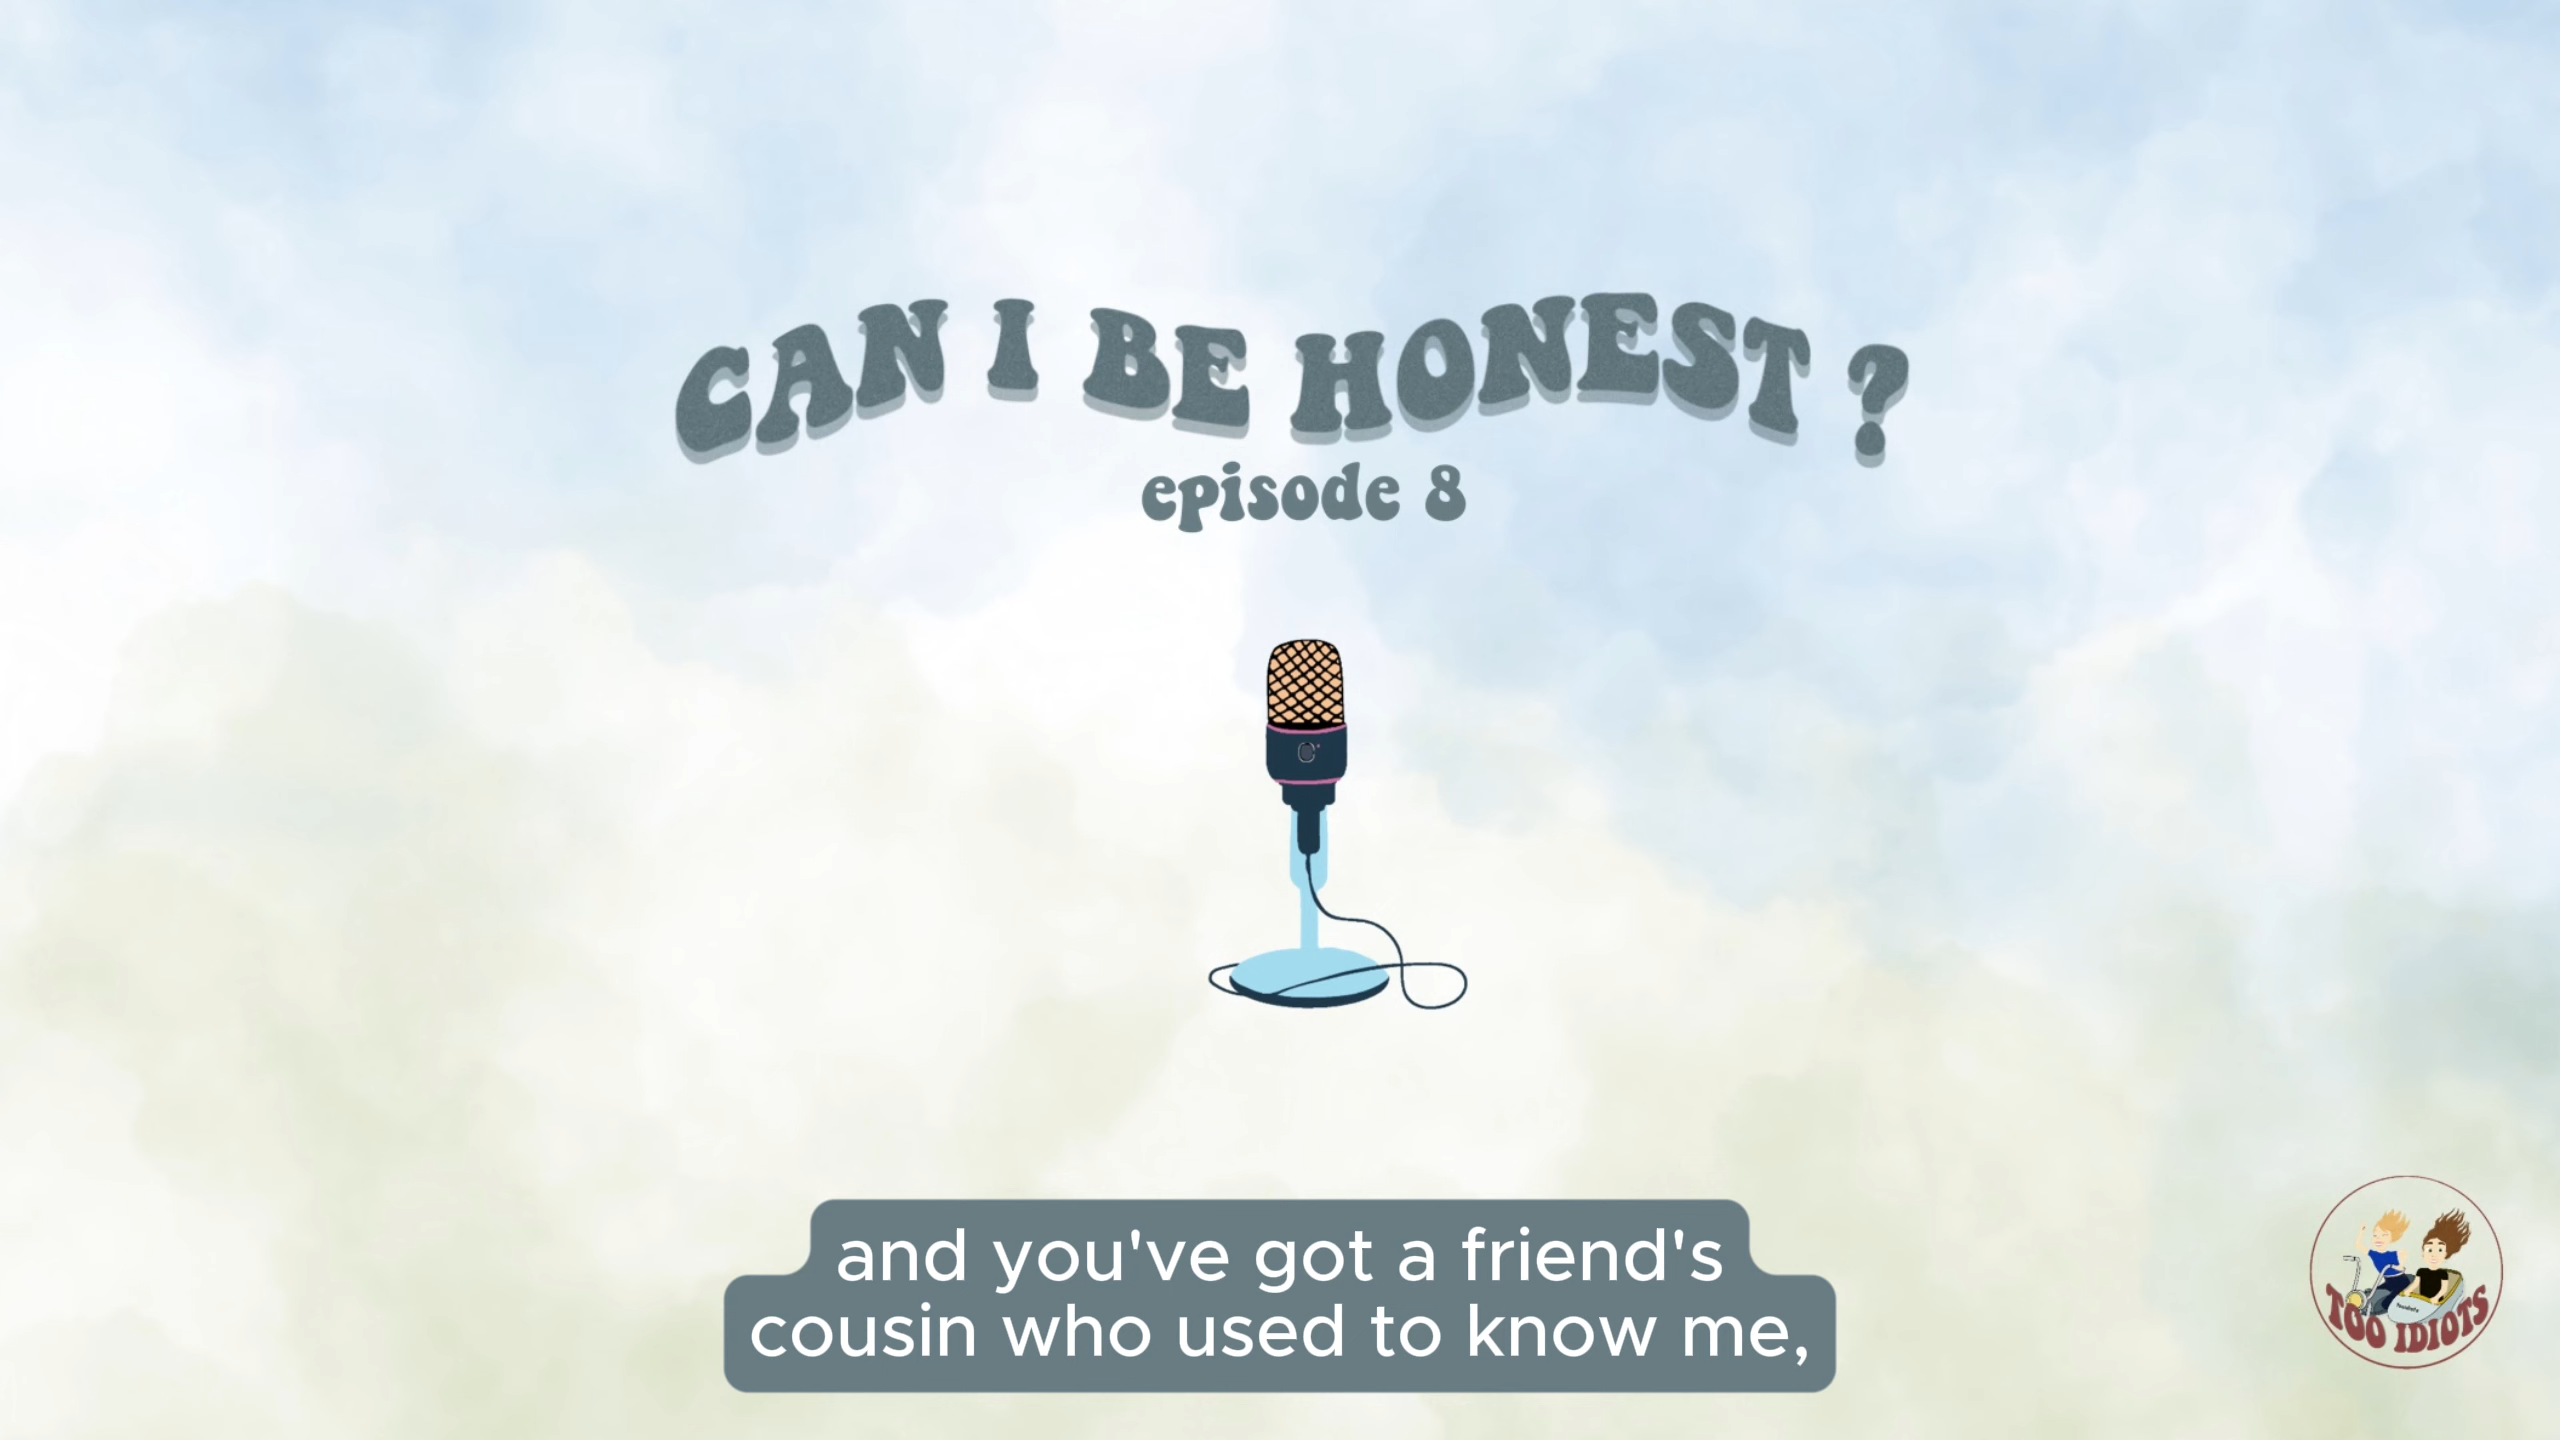 CAN I BE HONEST ?
episode 8
and you've got a friend's
cousin who used to know me,
TOO IDIOTS